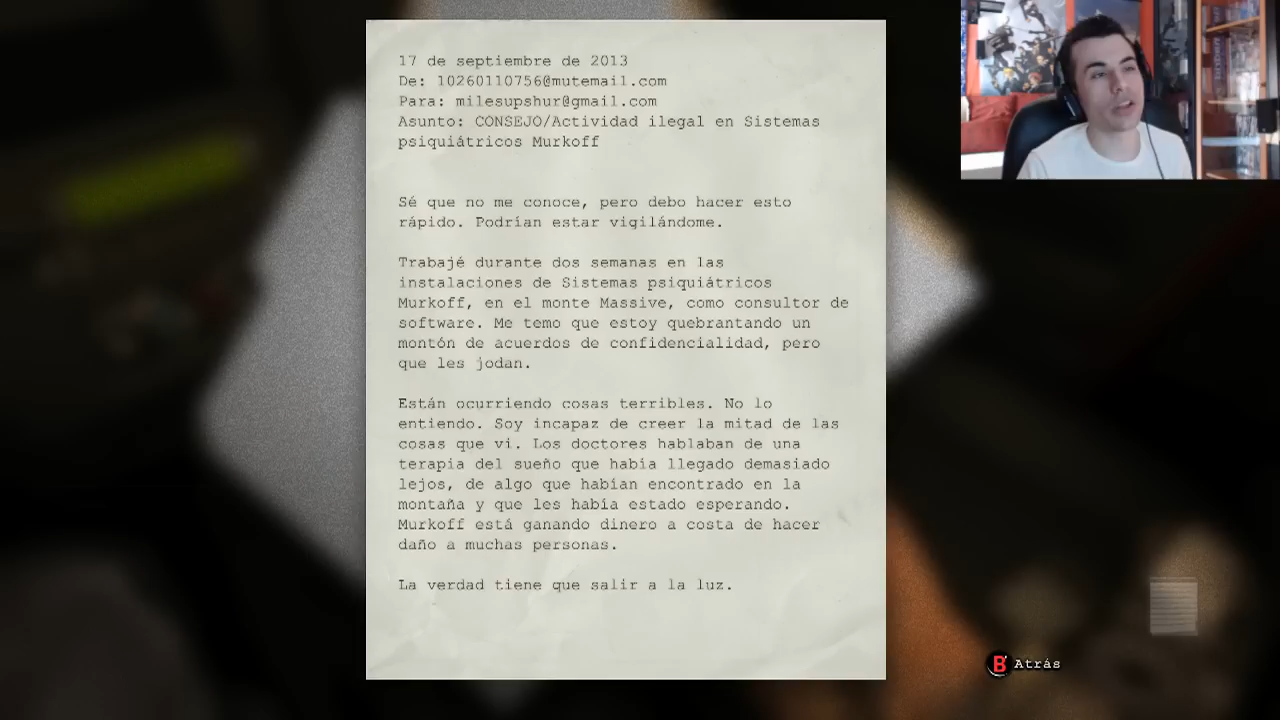 17 de septiembre de 2013
De: 10260110756@mutemail.com
Para: milesupshur@gmail.com
Asunto: CONSEJO/Actividad ilegal en Sistemas
psiquiátricos Murkoff
Sé que no me conoce, pero debo hacer esto
rápido. Podrían estar vigilándome.
Trabajé durante dos semanas en las
instalaciones de Sistemas psiquiátricos
Murkoff, en el monte Massive, como consultor de
software. Me temo que estoy quebrantando un
montón de acuerdos de confidencialidad, pero
que les jodan.
Están ocurriendo cosas terribles. No lo
entiendo. Soy incapaz de creer la mitad de las
cosas que vi. Los doctores hablaban de una
terapia del sueño que había llegado demasiado
lejos, de algo que habían encontrado en la
montaña y que les había estado esperando.
Murkoff está ganando dinero a costa de hacer
daño a muchas personas.
La verdad tiene que salir a la luz.
B Atrás